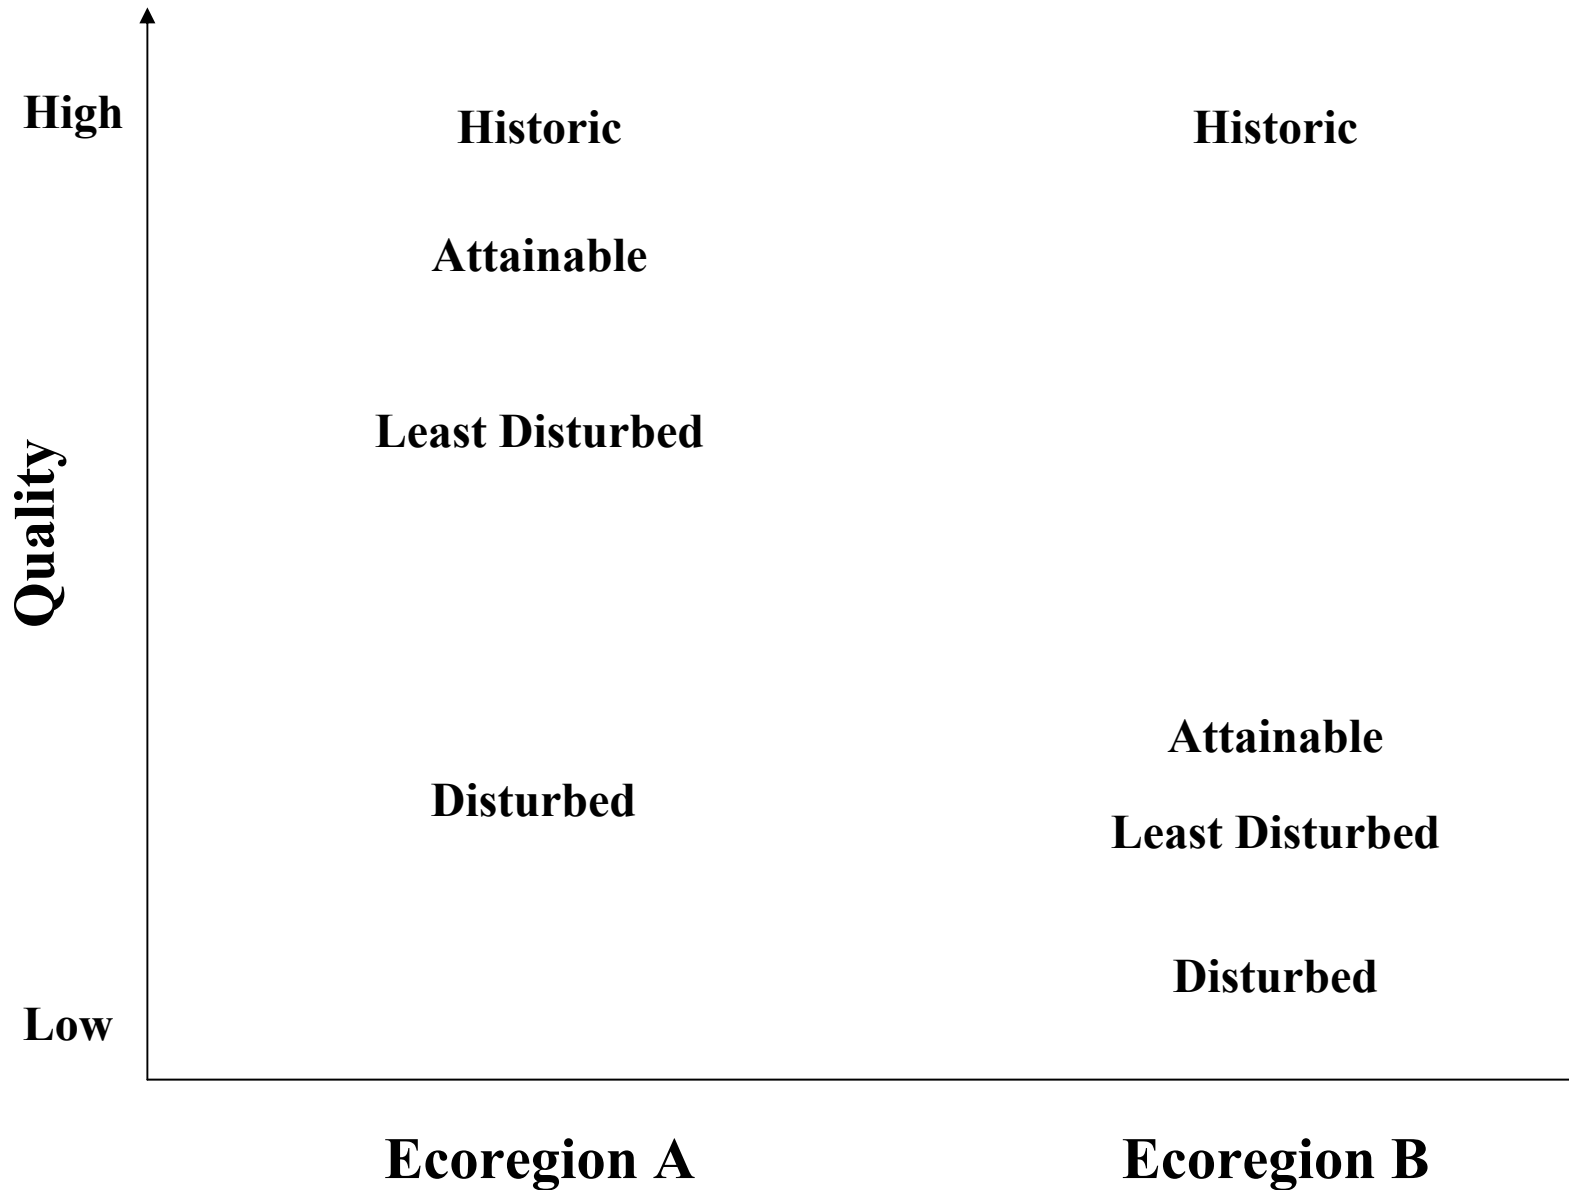 High
Historic
Historic
Attainable
Least Disturbed
Quality
Attainable
Disturbed
Least Disturbed
Disturbed
Low
Ecoregion A
Ecoregion B